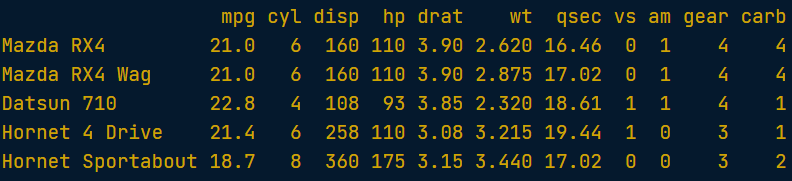 mpg cyl disp hp drat wt qsec vs am gear carb
Mazda RX4 21.0 6 160 110 3.90 2.620 16.46 0 1 4 4
Mazda RX4 Wag 21.0 6 160 110 3.90 2.875 17.02 0 1 4 4
Datsun 710 22.8 4 108 93 3.85 2.320 18.61 1 1 4 1
Hornet 4 Drive 21.4 6 258 110 3.08 3.215 19.44 1 0 3 1
Hornet Sportabout 18.7 8 360 175 3.15 3.440 17.02 0 0 3 2